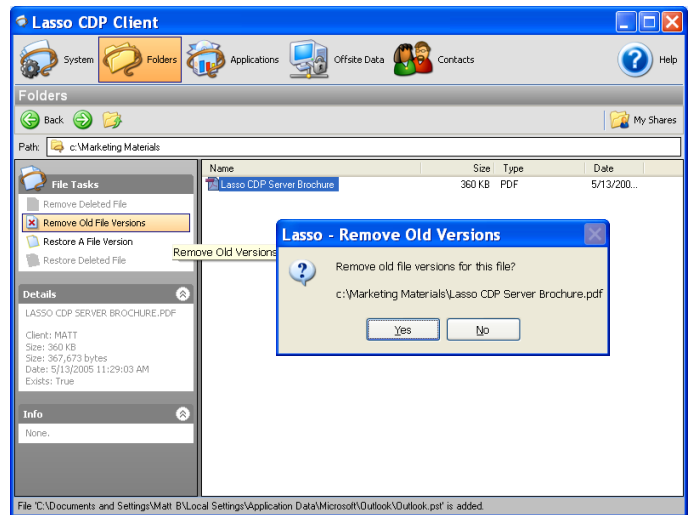 Lasso CDP Client
System Folders Applications Offsite Data Contacts Help
Folders
Back My Shares
Path: c:\Marketing Materials
File Tasks
Remove Deleted File
Remove Old File Versions
Restore A File Version
Restore Deleted File
Remove Old Versions
Details
LASSO CDP SERVER BROCHURE.PDF
Client: MATT
Size: 360 KB
Size: 367,673 bytes
Date: 5/13/2005 11:29:03 AM
Exists: True
Info
None.
Name Size Type Date
Lasso CDP Server Brochure 360 KB PDF 5/13/200...
Lasso - Remove Old Versions
Remove old file versions for this file?
c:\Marketing Materials\Lasso CDP Server Brochure.pdf
Yes No
File 'C:\Documents and Settings\Matt B\Local Settings\Application Data\Microsoft\Outlook\Outlook.pst' is added.